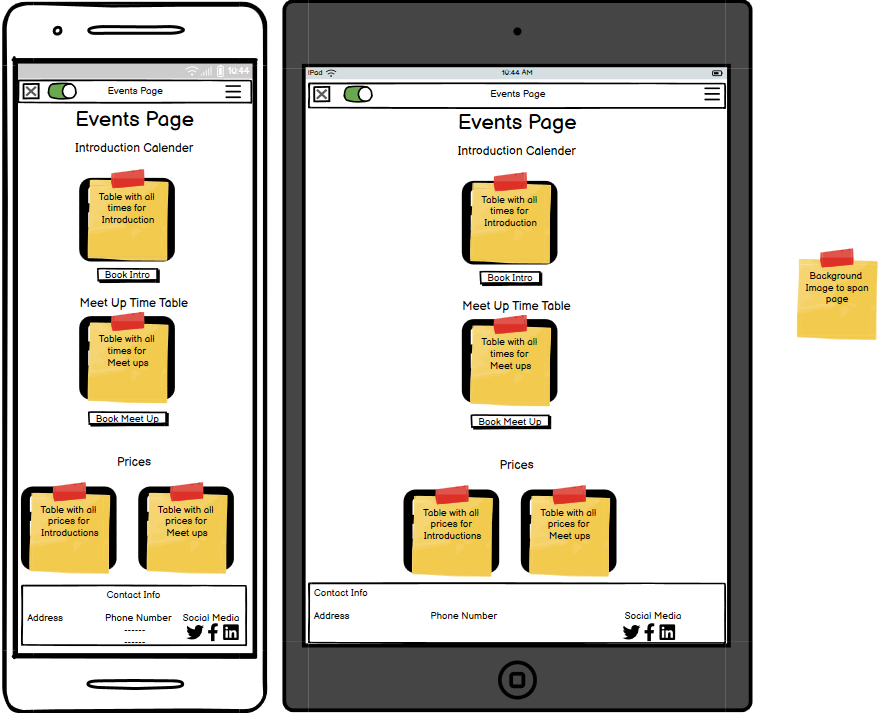 10:44
Events Page
Events Page
Introduction Calender
Table with all
times for
Introduction
Book Intro
Meet Up Time Table
Table with all
times for
Meet ups
Book Meet Up
Prices
Table with all
prices for
Introductions
Table with all
prices for
Meet ups
Contact Info
Address
Phone Number
------
------
Social Media
iPad
10:44 AM
Events Page
Events Page
Introduction Calender
Table with all
times for
Introduction
Book Intro
Meet Up Time Table
Table with all
times for
Meet ups
Book Meet Up
Prices
Table with all
prices for
Introductions
Table with all
prices for
Meet ups
Contact Info
Address
Phone Number
Social Media
Background
Image to span
page